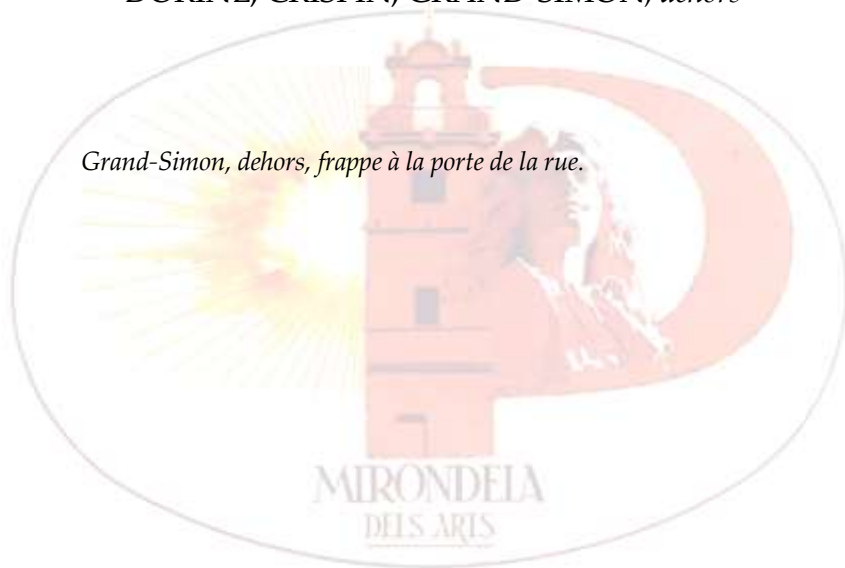 DORINE, CRISPIN, GRAND-SIMON, dehors
Grand-Simon, dehors, frappe à la porte de la rue.
MIRONDELA
DELS ARTS